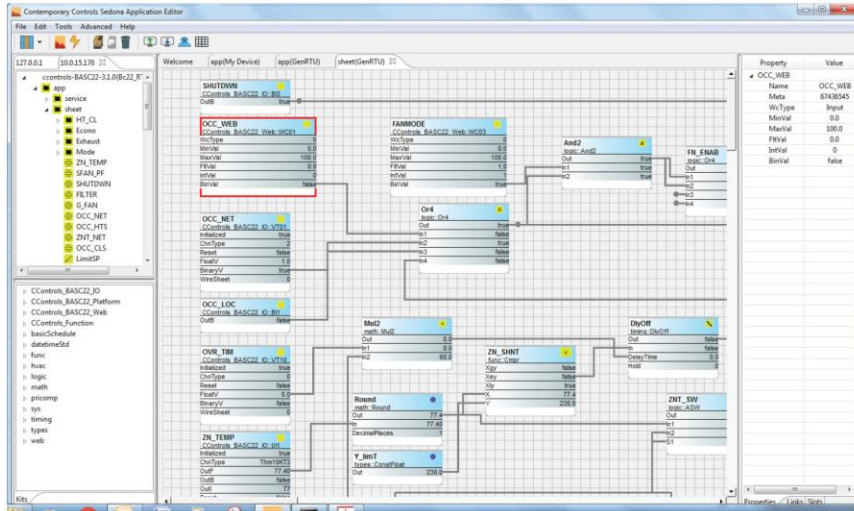 Contemporary Controls Sedona Application Editor
File Edit Tools Advanced Help
127.0.0.1 10.0.15.170
Welcome app(My Device) app(GenRTU) sheet(GenRTU)
ccontrols-BASC22-3.1.0(Bc22_RT
app
service
sheet
HT_CL
Econo
Exhaust
Mode
ZN_TEMP
SFAN_PF
SHUTDWN
FILTER
G_FAN
OCC_NET
OCC_HTS
ZNT_NET
OCC_CLS
LimitSP
CControls_BASC22_IO
CControls_BASC22_Platform
CControls_BASC22_Web
CControls_Function
basicSchedule
datetimeStd
func
hvac
logic
math
pricomp
sys
timing
types
web
Kits
SHUTDWN
CControls_BASC22_IO::BO
OutB true
OCC_WEB
CControls_BASC22_Web::WC01
WcType 0
MinVal 0.0
MaxVal 100.0
FltVal 0.0
IntVal 0
BinVal false
FANMODE
CControls_BASC22_Web::WC03
WcType 0
MinVal 0.0
MaxVal 100.0
FltVal 1.0
IntVal 1
BinVal true
And2
logic::And2
Out true
In1 true
In2 true
FN_ENAB
logic::Or4
Out
In1
In2
In3
In4
Or4
logic::Or4
Out true
In1 false
In2 true
In3 false
In4 false
OCC_NET
CControls_BASC22_IO::VT01
Initialized true
ChnType 2
Reset false
FloatV 1.0
BinaryV true
WireSheet 0
OCC_LOC
CControls_BASC22_IO::BI1
OutB false
OVR_TIM
CControls_BASC22_IO::VT10
Initialized true
ChnType 0
Reset false
FloatV 0.0
BinaryV false
WireSheet 0
Mul2
math::Mul2
Out 0.0
In1 0.0
In2 60.0
ZN_SHNT
func::Cmpr
Xgy false
Xey false
Xly true
X 77.4
Y 230.0
DlyOff
timing::DlyOff
Out false
In false
DelayTime 0.0
Hold 0
Round
math::Round
Out 77.4
In 77.40
DecimalPlaces 1
ZNT_SW
logic::ASW
Out
In1
In2
S1
ZN_TEMP
CControls_BASC22_IO::UI1
Initialized true
ChnType Thm10KT3
OutF 77.40
OutB false
OutI 77
Y_limT
types::ConstFloat
Out 230.0
Property Value
OCC_WEB
Name OCC_WEB
Meta 67436545
WcType Input
MinVal 0.0
MaxVal 100.0
FltVal 0.0
IntVal 0
BinVal false
Properties Links Slots